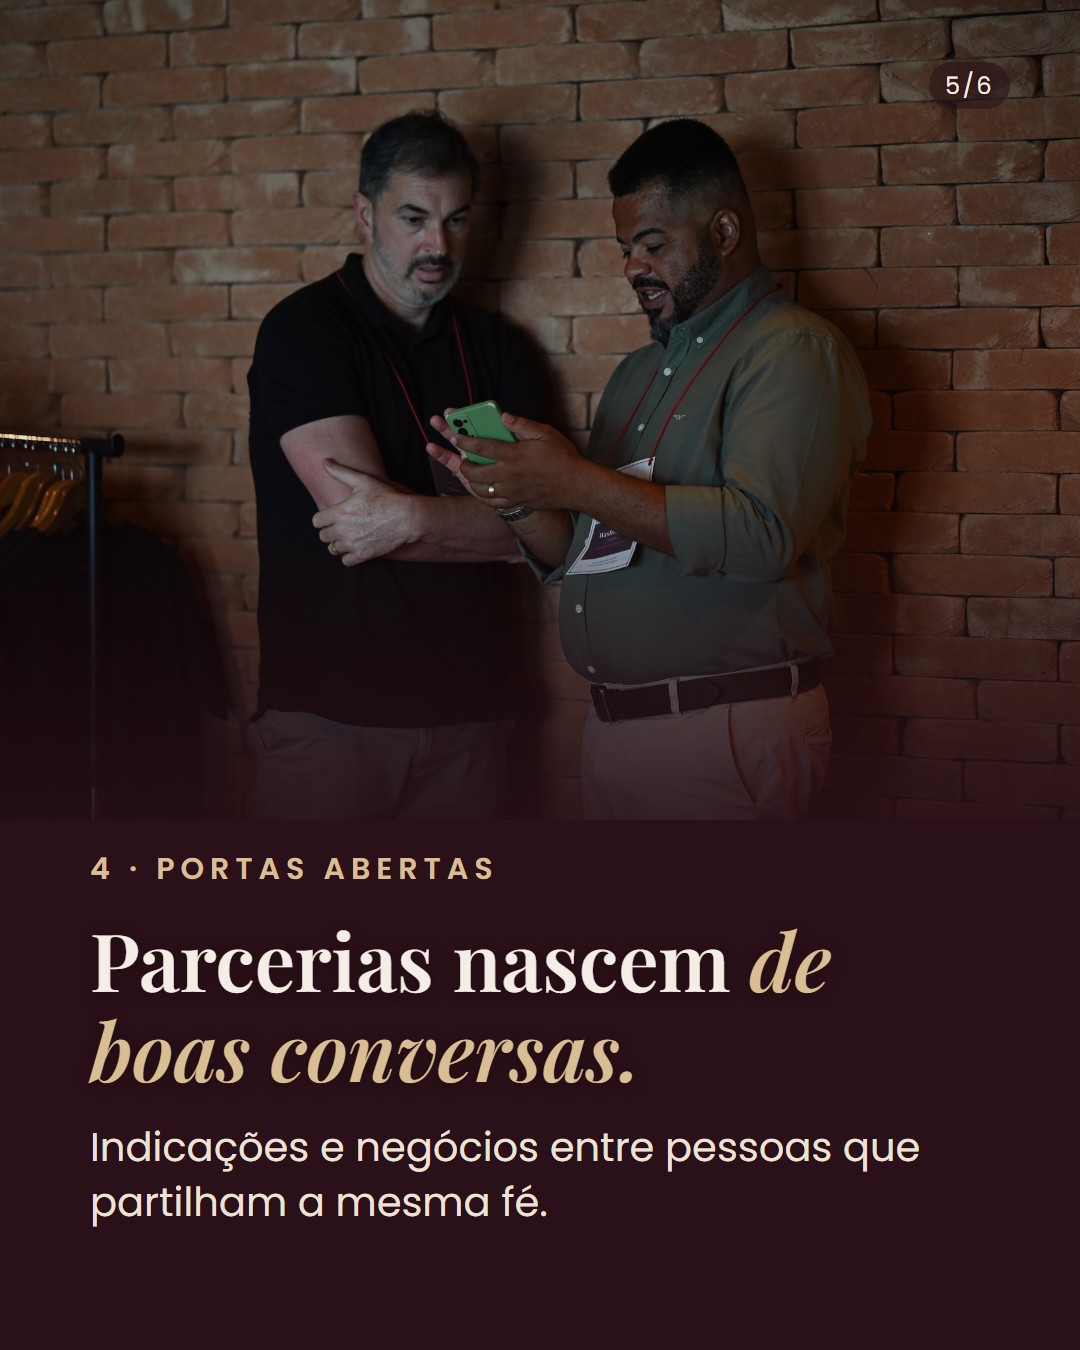 5/6
4 · PORTAS ABERTAS
Parcerias nascem de
boas conversas.
Indicações e negócios entre pessoas que
partilham a mesma fé.